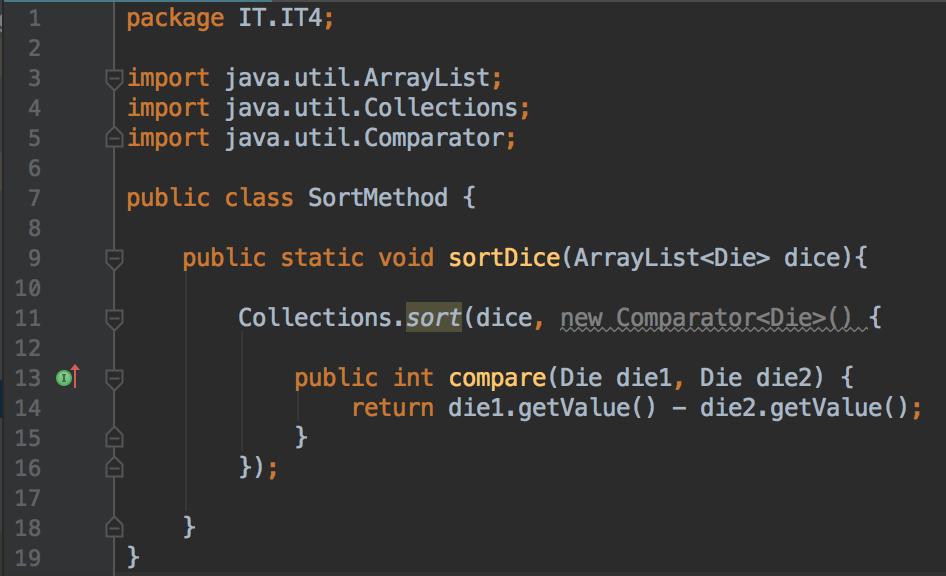 1 package IT.IT4;
2
3 import java.util.ArrayList;
4 import java.util.Collections;
5 import java.util.Comparator;
6
7 public class SortMethod {
8
9     public static void sortDice(ArrayList<Die> dice){
10
11         Collections.sort(dice, new Comparator<Die>() {
12
13             public int compare(Die die1, Die die2) {
14                 return die1.getValue() - die2.getValue();
15             }
16         });
17
18     }
19 }